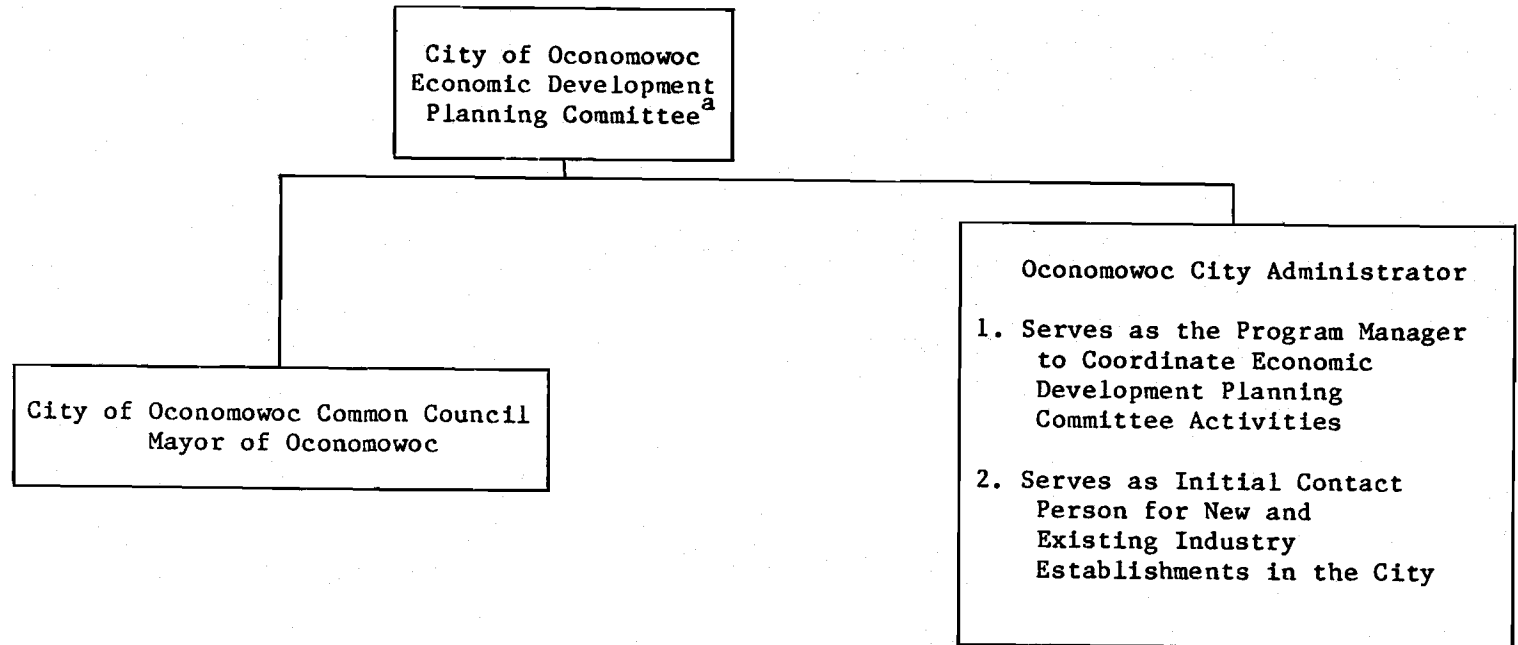 City of Oconomowoc
Economic Development
Planning Committee^a
City of Oconomowoc Common Council
Mayor of Oconomowoc
Oconomowoc City Administrator
1. Serves as the Program Manager
to Coordinate Economic
Development Planning
Committee Activities
2. Serves as Initial Contact
Person for New and
Existing Industry
Establishments in the City